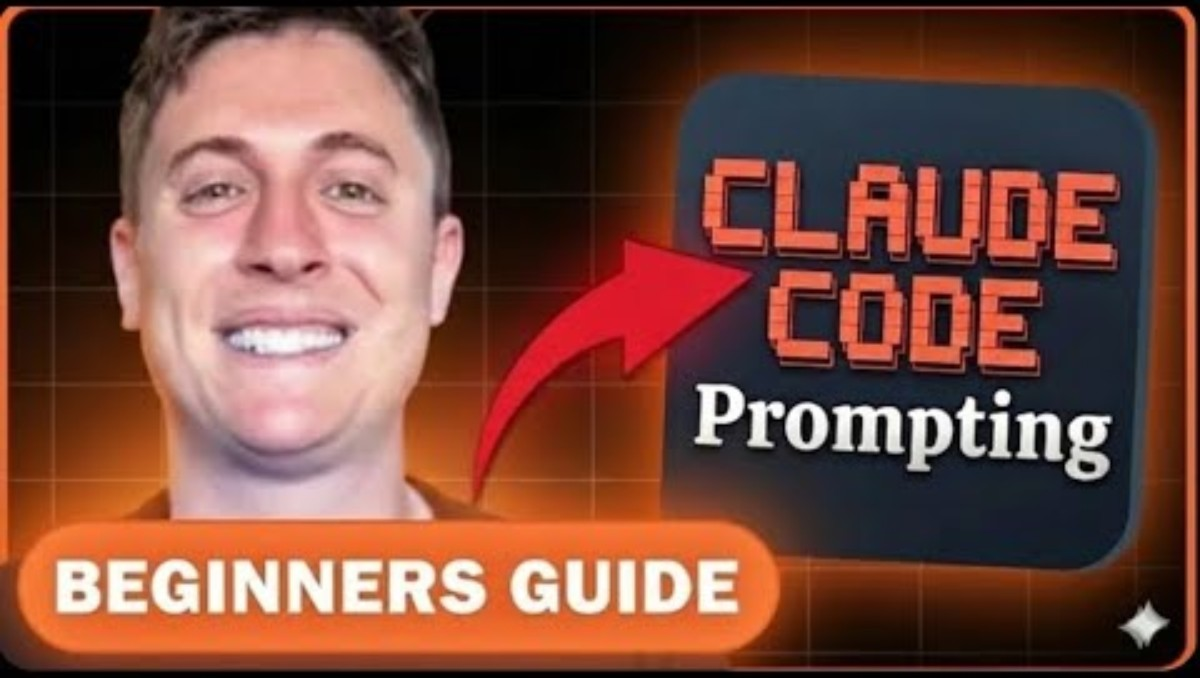 CLAUDE
CODE
Prompting
BEGINNERS GUIDE